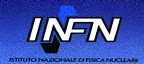 INFN
ISTITUTO NAZIONALE DI FISICA NUCLEARE